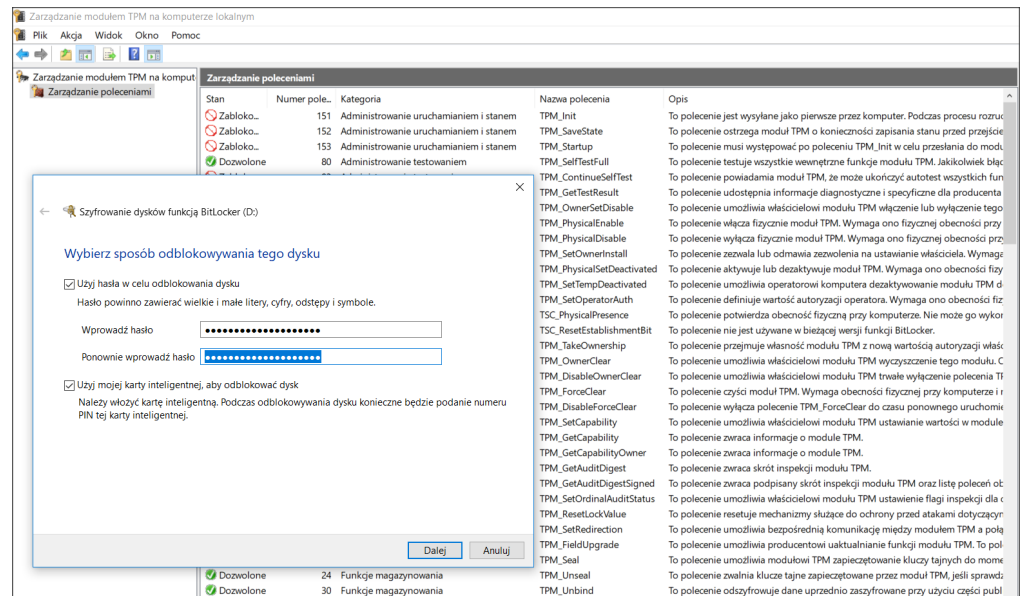 Zarządzanie modułem TPM na komputerze lokalnym
Plik Akcja Widok Okno Pomoc
Zarządzanie modułem TPM na komput
Zarządzanie poleceniami
Zarządzanie poleceniami
Stan Numer pole... Kategoria Nazwa polecenia Opis
Zabloko... 151 Administrowanie uruchamianiem i stanem TPM_Init To polecenie jest wysyłane jako pierwsze przez komputer. Podczas procesu rozruc
Zabloko... 152 Administrowanie uruchamianiem i stanem TPM_SaveState To polecenie ostrzega moduł TPM o konieczności zapisania stanu przed przejście
Zabloko... 153 Administrowanie uruchamianiem i stanem TPM_Startup To polecenie musi występować po poleceniu TPM_Init w celu przesłania do modu
Dozwolone 80 Administrowanie testowaniem TPM_SelfTestFull To polecenie testuje wszystkie wewnętrzne funkcje modułu TPM. Jakikolwiek błąc
TPM_ContinueSelfTest To polecenie powiadamia moduł TPM, że może ukończyć autotest wszystkich fun
TPM_GetTestResult To polecenie udostępnia informacje diagnostyczne i specyficzne dla producenta
TPM_OwnerSetDisable To polecenie umożliwia właścicielowi modułu TPM włączenie lub wyłączenie tego
TPM_PhysicalEnable To polecenie włącza fizycznie moduł TPM. Wymaga ono fizycznej obecności przy
TPM_PhysicalDisable To polecenie wyłącza fizycznie moduł TPM. Wymaga ono fizycznej obecności prz
TPM_SetOwnerInstall To polecenie zezwala lub odmawia zezwolenia na ustawianie właściciela. Wymaga
TPM_PhysicalSetDeactivated To polecenie aktywuje lub dezaktywuje moduł TPM. Wymaga ono obecności fizy
TPM_SetTempDeactivated To polecenie umożliwia operatorowi komputera dezaktywowanie modułu TPM d
TPM_SetOperatorAuth To polecenie definiuje wartość autoryzacji operatora. Wymaga ono obecności fiz
TSC_PhysicalPresence To polecenie potwierdza obecność fizyczną przy komputerze. Nie może go wykor
TSC_ResetEstablishmentBit To polecenie nie jest używane w bieżącej wersji funkcji BitLocker.
TPM_TakeOwnership To polecenie przejmuje własność modułu TPM z nową wartością autoryzacji właśc
TPM_OwnerClear To polecenie umożliwia właścicielowi modułu TPM wyczyszczenie tego modułu. C
TPM_DisableOwnerClear To polecenie umożliwia właścicielowi modułu TPM trwałe wyłączenie polecenia TF
TPM_ForceClear To polecenie czyści moduł TPM. Wymaga obecności fizycznej przy komputerze i r
TPM_DisableForceClear To polecenie wyłącza polecenie TPM_ForceClear do czasu ponownego uruchomie
TPM_SetCapability To polecenie umożliwia właścicielowi modułu TPM ustawianie wartości w module
TPM_GetCapability To polecenie zwraca informacje o module TPM.
TPM_GetCapabilityOwner To polecenie zwraca informacje o module TPM.
TPM_GetAuditDigest To polecenie zwraca skrót inspekcji modułu TPM.
TPM_GetAuditDigestSigned To polecenie zwraca podpisany skrót inspekcji modułu TPM oraz listę poleceń ob
TPM_SetOrdinalAuditStatus To polecenie umożliwia właścicielowi modułu TPM ustawienie flagi inspekcji dla
TPM_ResetLockValue To polecenie resetuje mechanizmy służące do ochrony przed atakami dotyczącyn
TPM_SetRedirection To polecenie umożliwia bezpośrednią komunikację między modułem TPM a połą
TPM_FieldUpgrade To polecenie umożliwia producentowi uaktualnianie funkcji modułu TPM. To pol
TPM_Seal To polecenie umożliwia modułowi TPM zapieczętowanie kluczy tajnych do mome
Dozwolone 24 Funkcje magazynowania TPM_Unseal To polecenie zwalnia klucze tajne zapieczętowane przez moduł TPM, jeśli sprawdz
Dozwolone 30 Funkcje magazynowania TPM_Unbind To polecenie odszyfrowuje dane uprzednio zaszyfrowane przy użyciu części publ
Szyfrowanie dysków funkcją BitLocker (D:)
Wybierz sposób odblokowywania tego dysku
Użyj hasła w celu odblokowania dysku
Hasło powinno zawierać wielkie i małe litery, cyfry, odstępy i symbole.
Wprowadź hasło
Ponownie wprowadź hasło
Użyj mojej karty inteligentnej, aby odblokować dysk
Należy włożyć kartę inteligentną. Podczas odblokowywania dysku konieczne będzie podanie numeru
PIN tej karty inteligentnej.
Dalej Anuluj